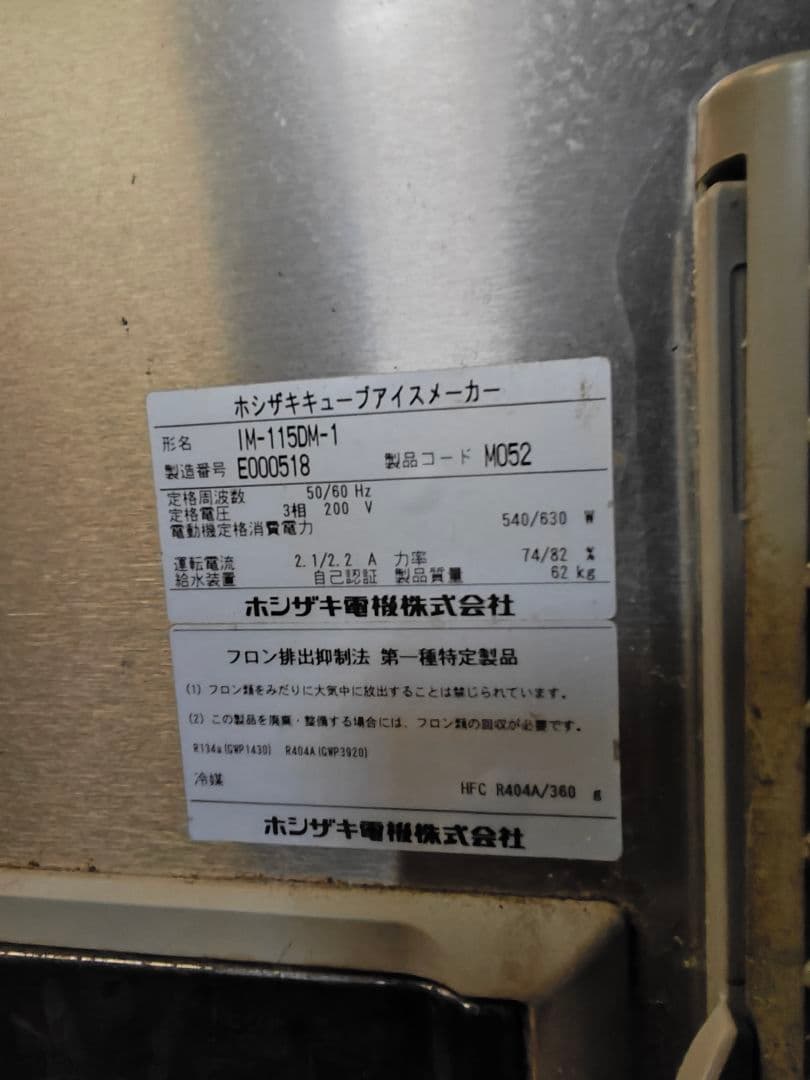 ホシザキキューブアイスメーカー
形名 IM-115DM-1
製造番号 E000518 製品コード M052
定格周波数 50/60 Hz
定格電圧 3相 200 V
電動機定格消費電力 540/630 W
運転電流 2.1/2.2 A 力率 74/82 %
給水装置 自己認証 製品質量 62 kg
ホシザキ電機株式会社
フロン排出抑制法 第一種特定製品
(1) フロン類をみだりに大気中に放出することは禁じられています。
(2) この製品を廃棄・整備する場合には、フロン類の回収が必要です。
R134a(GWP1430) R404A(GWP3920)
冷媒 HFC R404A/360 g
ホシザキ電機株式会社